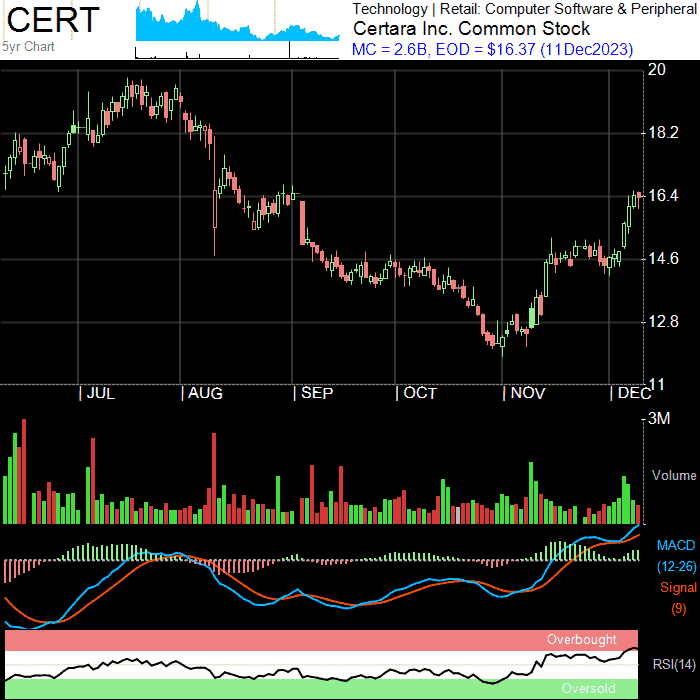 CERT
5yr Chart
Technology | Retail: Computer Software & Peripheral
Certara Inc. Common Stock
MC = 2.6B, EOD = $16.37 (11Dec2023)
20
18.2
16.4
14.6
12.8
11
JUL AUG SEP OCT NOV DEC
3M
Volume
MACD
(12-26)
Signal
(9)
Overbought
RSI(14)
Oversold